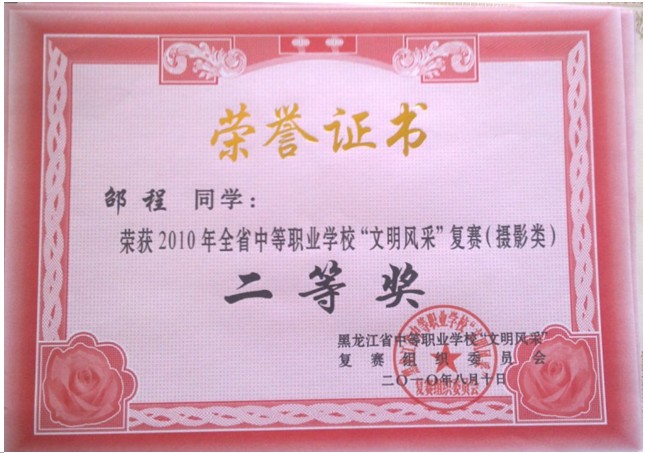 荣誉证书
邹程 同学：
荣获2010年全省中等职业学校“文明风采”复赛（摄影类）
二等奖
黑龙江省中等职业学校“文明风采”
复赛组织委员会
二〇一〇年八月十日